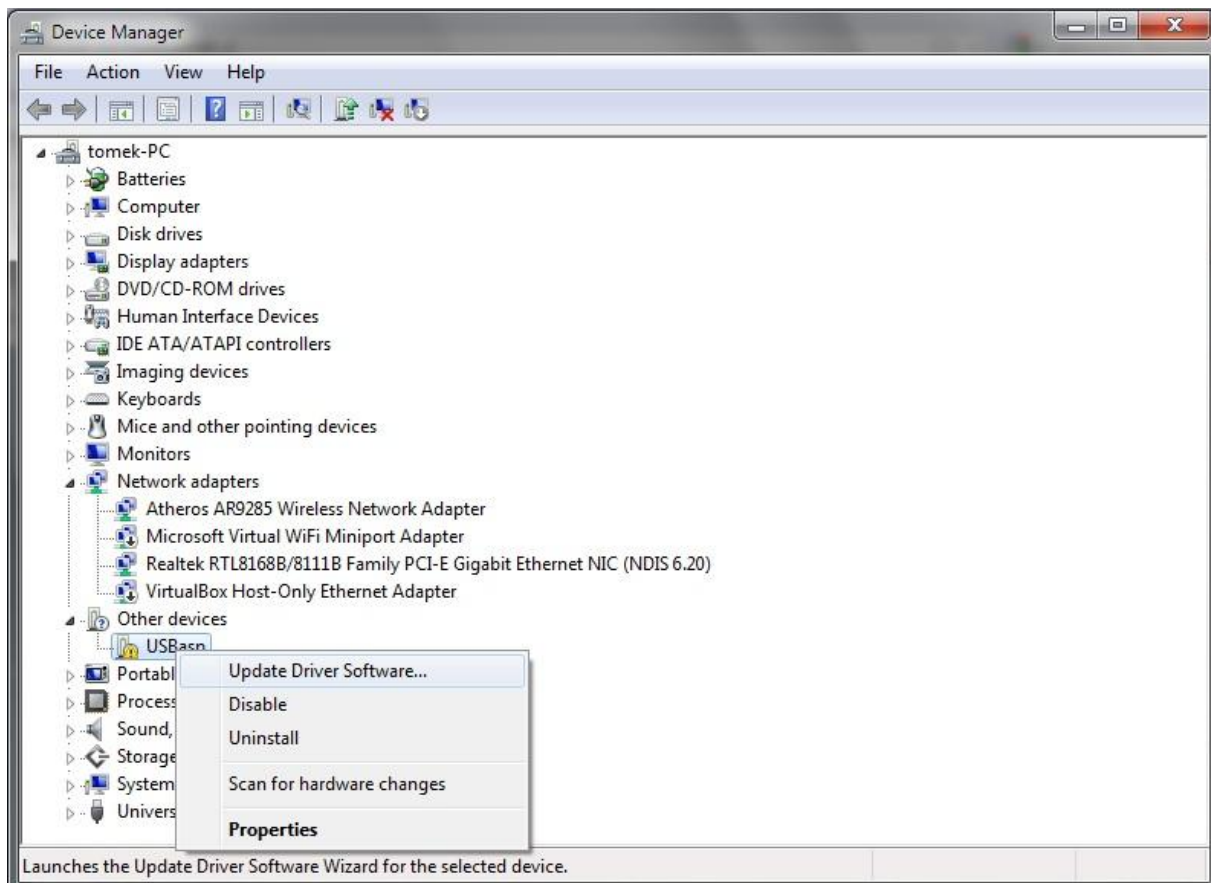 Device Manager
File Action View Help
tomek-PC
Batteries
Computer
Disk drives
Display adapters
DVD/CD-ROM drives
Human Interface Devices
IDE ATA/ATAPI controllers
Imaging devices
Keyboards
Mice and other pointing devices
Monitors
Network adapters
Atheros AR9285 Wireless Network Adapter
Microsoft Virtual WiFi Miniport Adapter
Realtek RTL8168B/8111B Family PCI-E Gigabit Ethernet NIC (NDIS 6.20)
VirtualBox Host-Only Ethernet Adapter
Other devices
USBasp
Portabl
Process
Sound,
Storage
System
Univers
Update Driver Software...
Disable
Uninstall
Scan for hardware changes
Properties
Launches the Update Driver Software Wizard for the selected device.